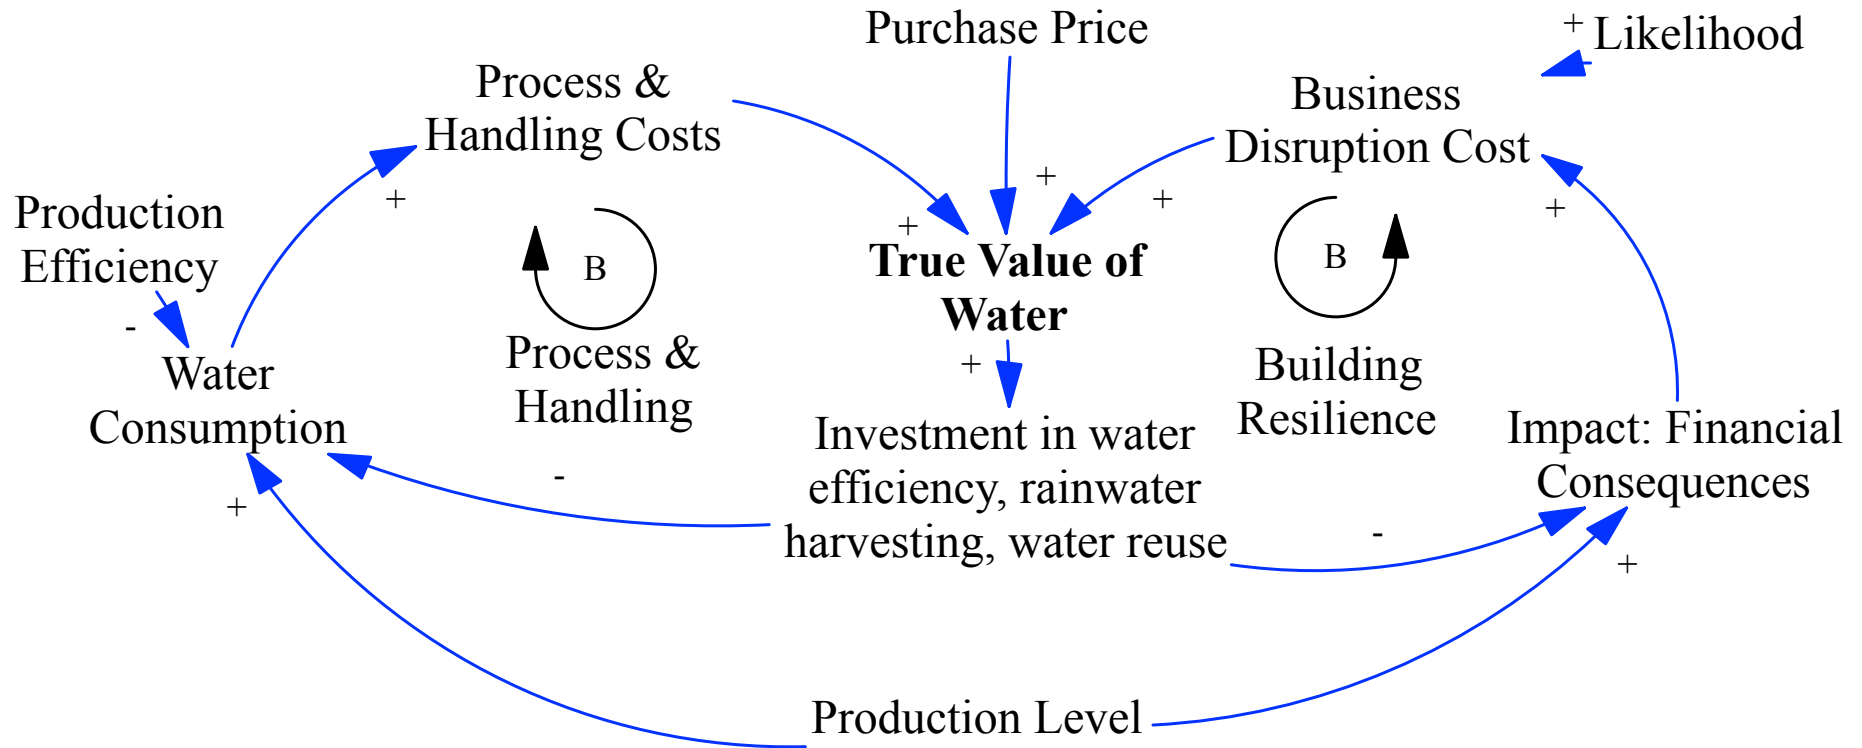 Purchase Price
+ Likelihood
Process &
Handling Costs
Business
Disruption Cost
+
+
+
+
+
Production
Efficiency
-
B
B
True Value of
Water
+
Process &
Handling
Building
Resilience
Water
Consumption
Investment in water
efficiency, rainwater
harvesting, water reuse
Impact: Financial
Consequences
-
+
-
+
Production Level